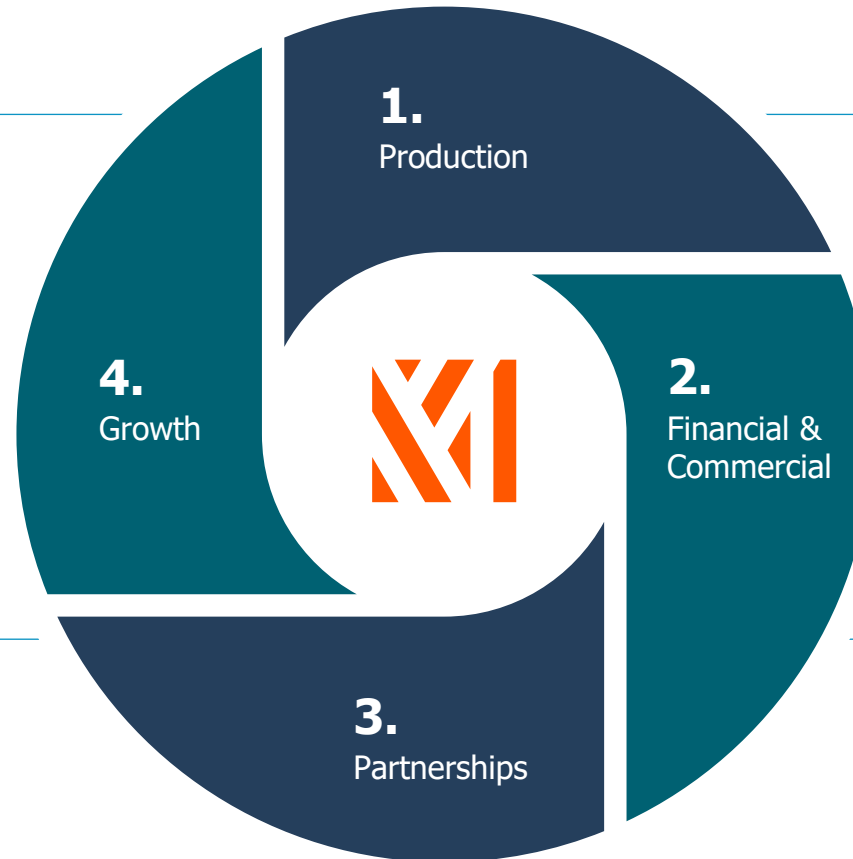 1.
Production
2.
Financial &
Commercial
3.
Partnerships
4.
Growth